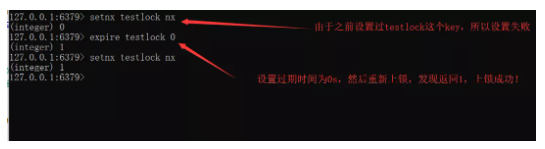 127.0.0.1:6379> setnx testlock nx
(integer) 0
由于之前设置过testlock这个key，所以设置失败
127.0.0.1:6379> expire testlock 0
(integer) 1
127.0.0.1:6379> setnx testlock nx
(integer) 1
127.0.0.1:6379>
设置过期时间为0s，然后重新上锁，发现返回1，上锁成功！